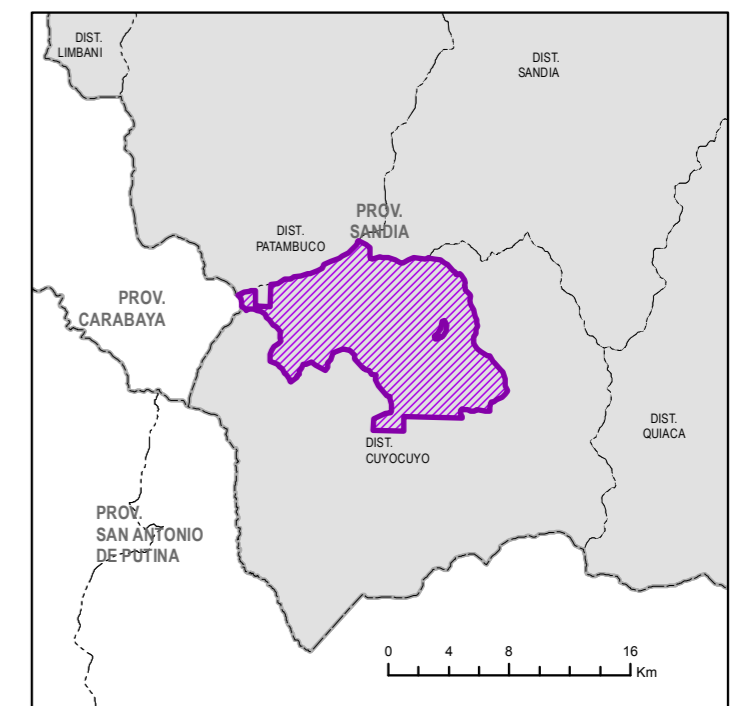 DIST.
LIMBANI
DIST.
SANDIA
PROV.
SANDIA
DIST.
PATAMBUCO
PROV.
CARABAYA
DIST.
QUIACA
DIST.
CUYOCUYO
PROV.
SAN ANTONIO
DE PUTINA
0 4 8 16
Km